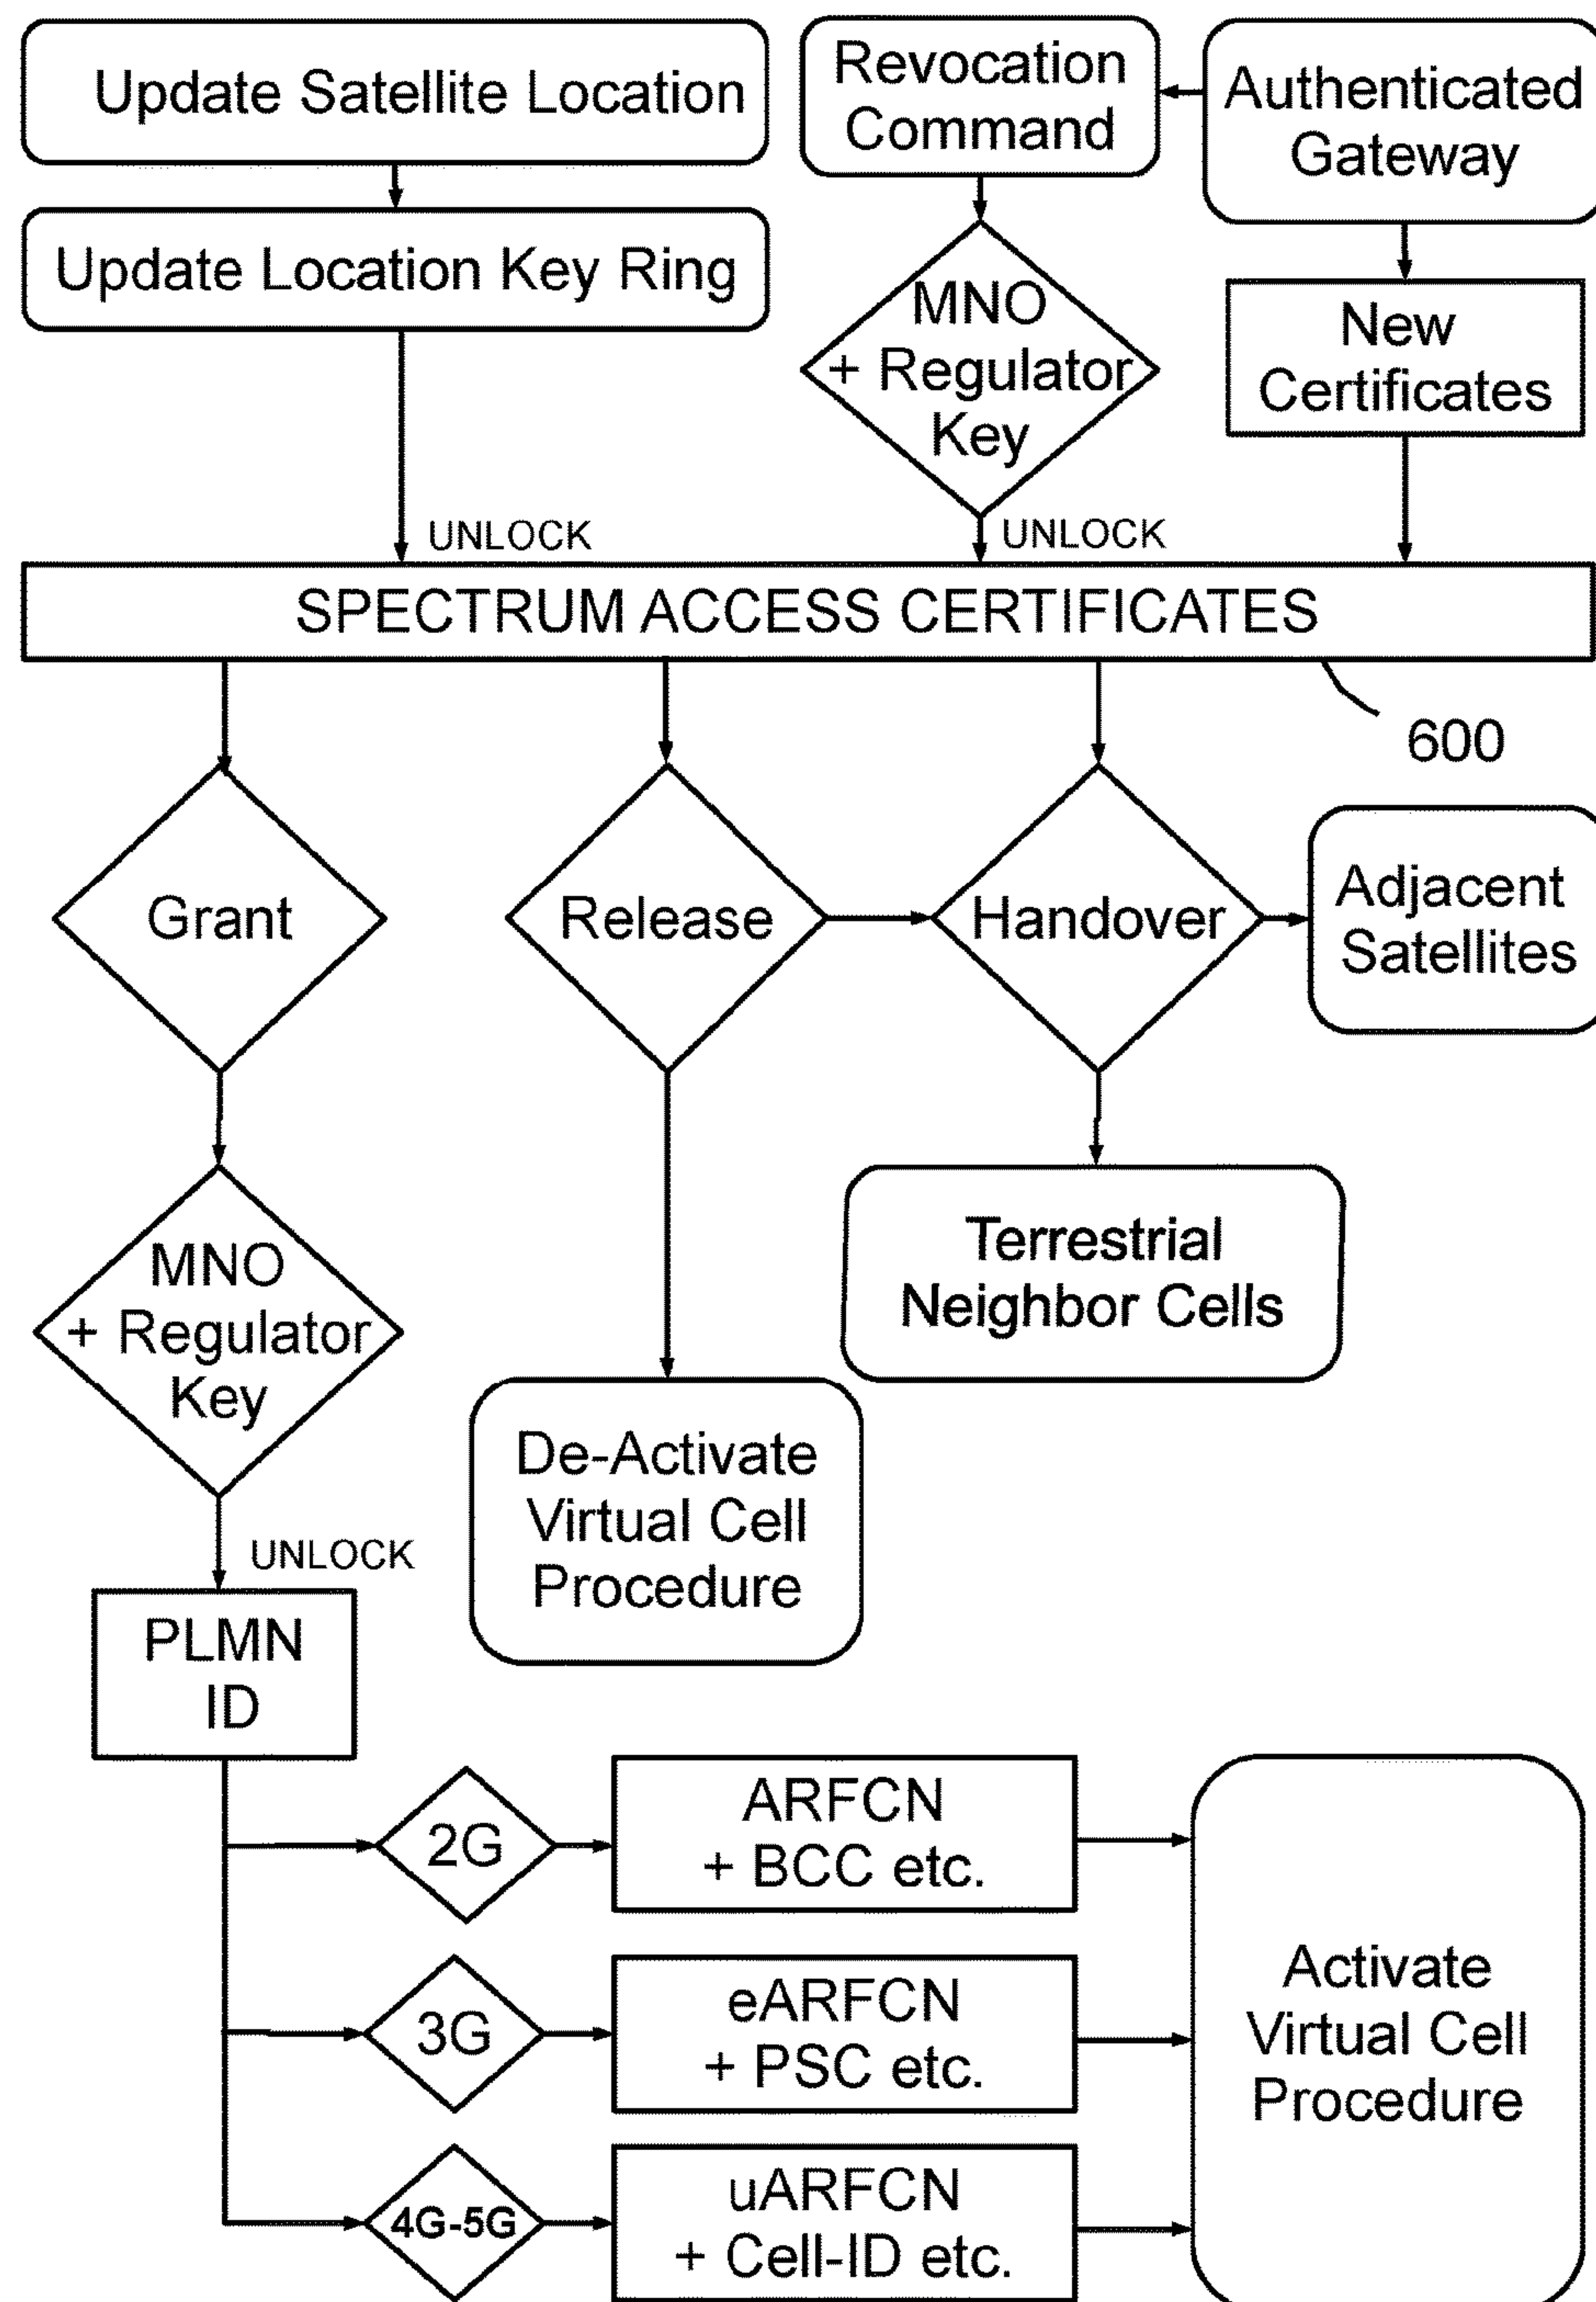 Update Satellite Location
Update Location Key Ring
UNLOCK
Revocation
Command
Authenticated
Gateway
MNO
+ Regulator
Key
UNLOCK
New
Certificates
SPECTRUM ACCESS CERTIFICATES
600
Grant
Release
Handover
Adjacent
Satellites
MNO
+ Regulator
Key
UNLOCK
Terrestrial
Neighbor Cells
De-Activate
Virtual Cell
Procedure
PLMN
ID
2G
ARFCN
+ BCC etc.
3G
eARFCN
+ PSC etc.
4G-5G
uARFCN
+ Cell-ID etc.
Activate
Virtual Cell
Procedure